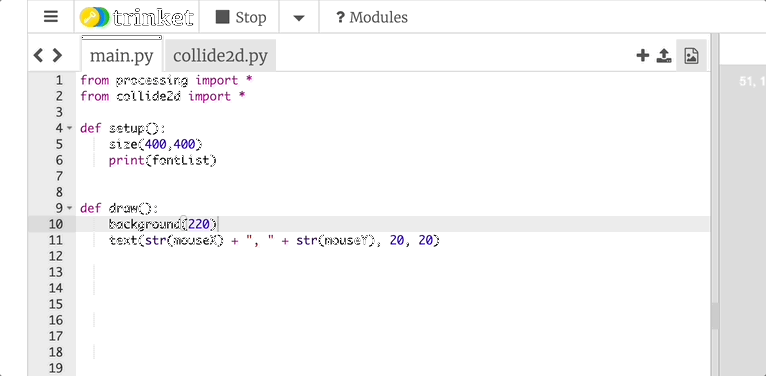 trinket Stop ? Modules
main.py collide2d.py
51, 1
1 from processing import *
2 from collide2d import *
3
4 def setup():
5 size(400,400)
6 print(fontList)
7
8
9 def draw():
10 background(220)
11 text(str(mouseX) + ", " + str(mouseY), 20, 20)
12
13
14
15
16
17
18
19